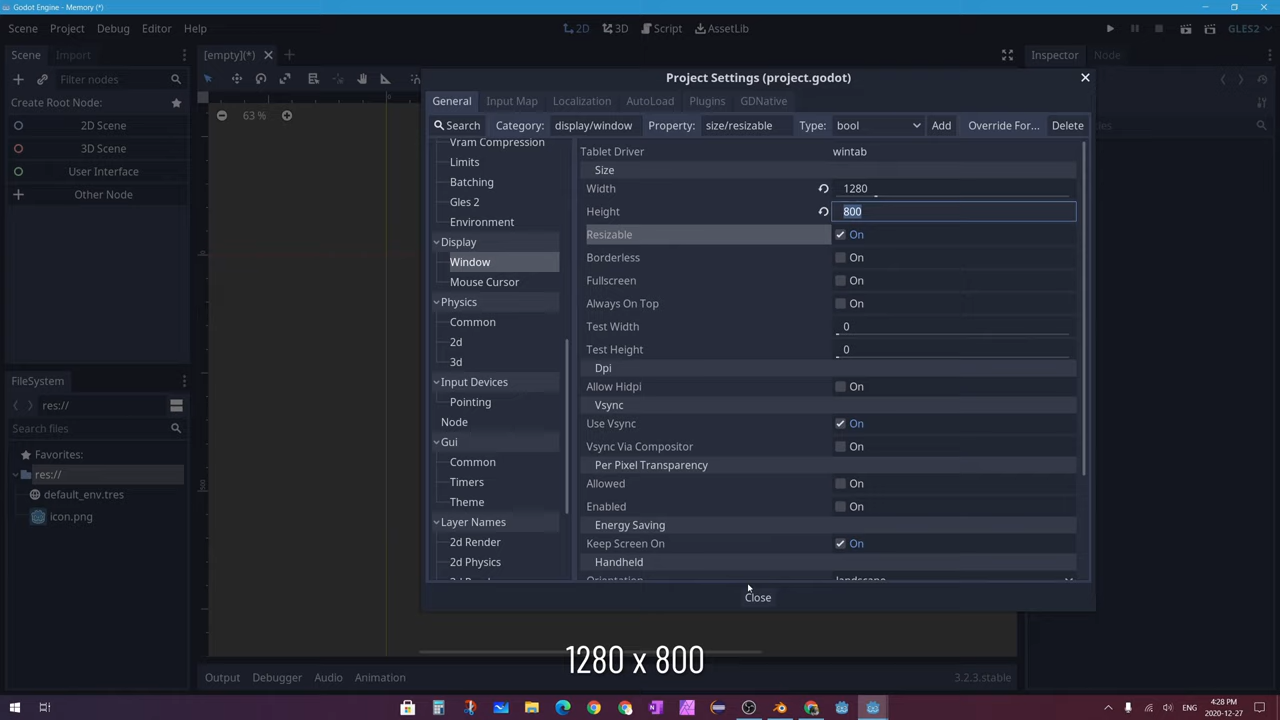 Godot Engine - Memory (*)
Scene Project Debug Editor Help
2D 3D Script AssetLib
GLES2
Scene Import
[empty](*)
Inspector Node
Filter nodes
Create Root Node:
2D Scene
3D Scene
User Interface
Other Node
63 %
FileSystem
res://
Search files
Favorites:
res://
default_env.tres
icon.png
Project Settings (project.godot)
General Input Map Localization AutoLoad Plugins GDNative
Search Category: display/window Property: size/resizable Type: bool Add Override For... Delete
Vram Compression
Limits
Batching
Gles 2
Environment
Display
Window
Mouse Cursor
Physics
Common
2d
3d
Input Devices
Pointing
Node
Gui
Common
Timers
Theme
Layer Names
2d Render
2d Physics
Tablet Driver wintab
Size
Width 1280
Height 800
Resizable On
Borderless On
Fullscreen On
Always On Top On
Test Width 0
Test Height 0
Dpi
Allow Hidpi On
Vsync
Use Vsync On
Vsync Via Compositor On
Per Pixel Transparency
Allowed On
Enabled On
Energy Saving
Keep Screen On On
Handheld
Orientation landscape
Close
1280 x 800
Output Debugger Audio Animation
3.2.3.stable
4:28 PM
2020-12-27